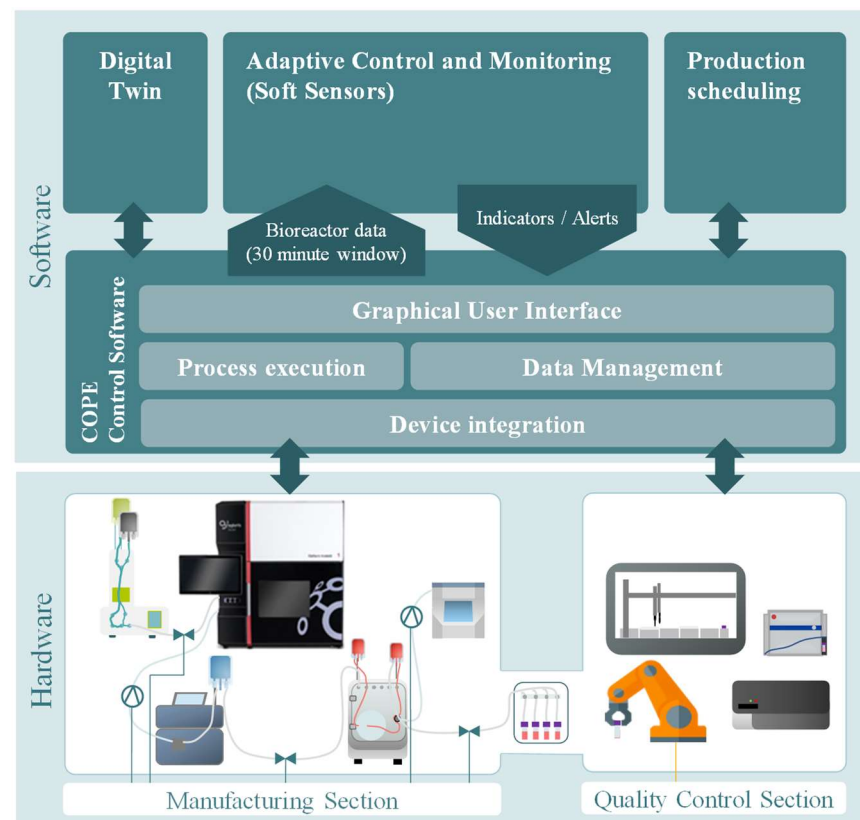 Digital
Twin
Adaptive Control and Monitoring
(Soft Sensors)
Production
scheduling
Software
Bioreactor data
(30 minute window)
Indicators / Alerts
COPE
Control Software
Graphical User Interface
Process execution
Data Management
Device integration
Hardware
Manufacturing Section
Quality Control Section